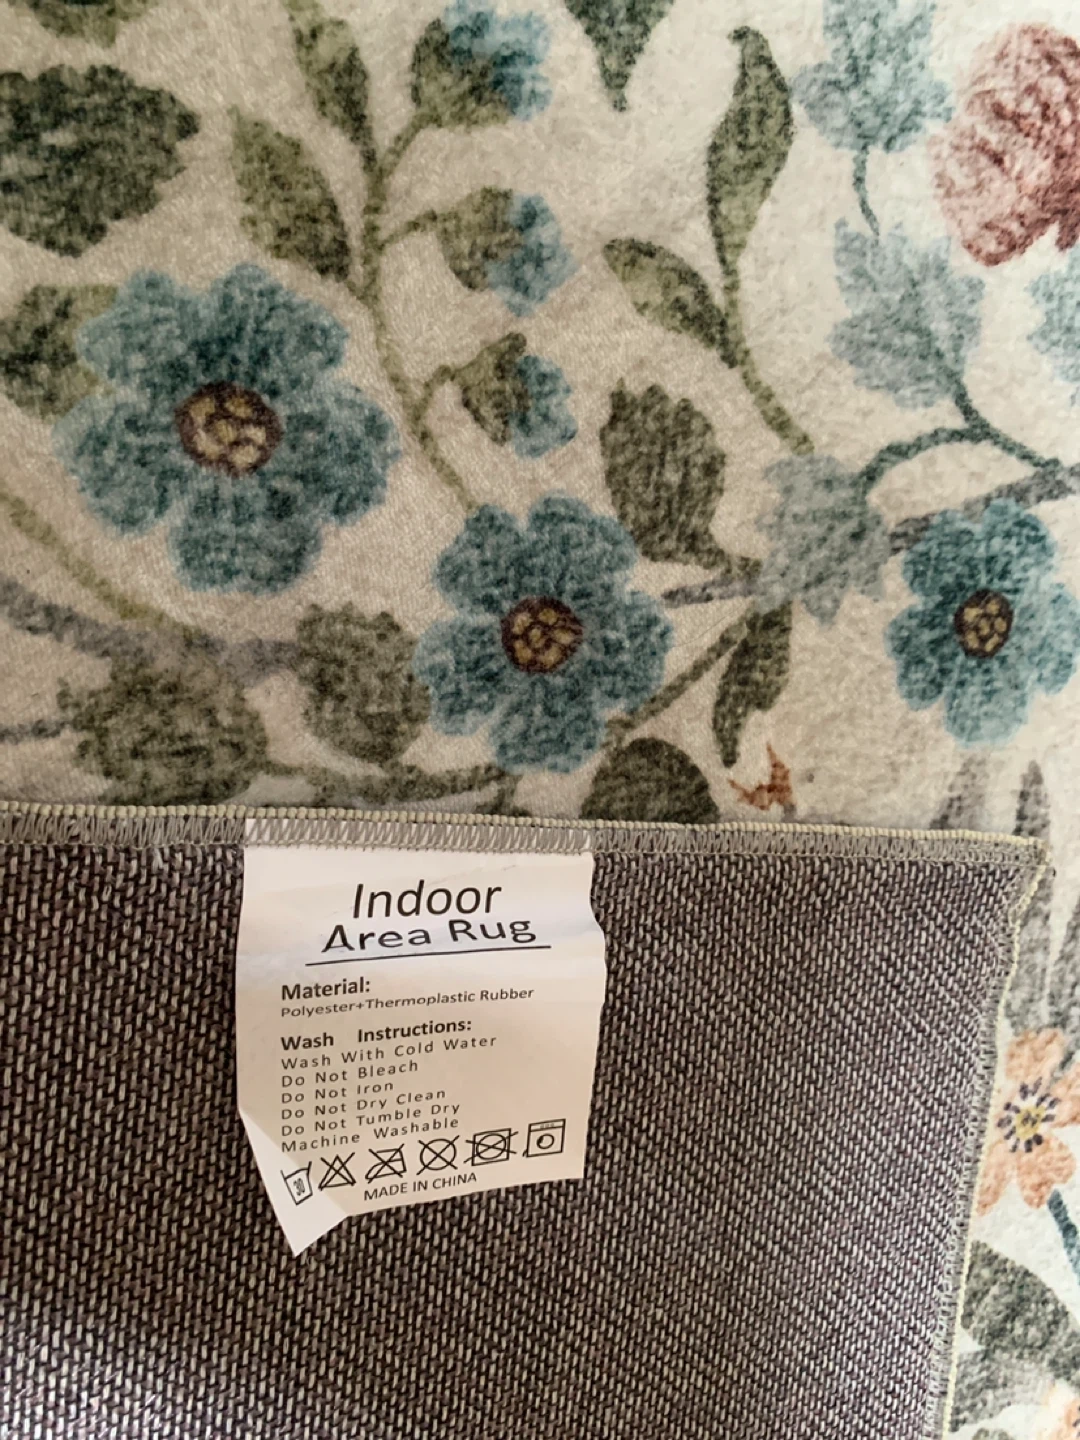 Indoor
Area Rug
Material:
Polyester+Thermoplastic Rubber
Wash Instructions:
Wash With Cold Water
Do Not Bleach
Do Not Iron
Do Not Dry Clean
Do Not Tumble Dry
Machine Washable
30
MADE IN CHINA